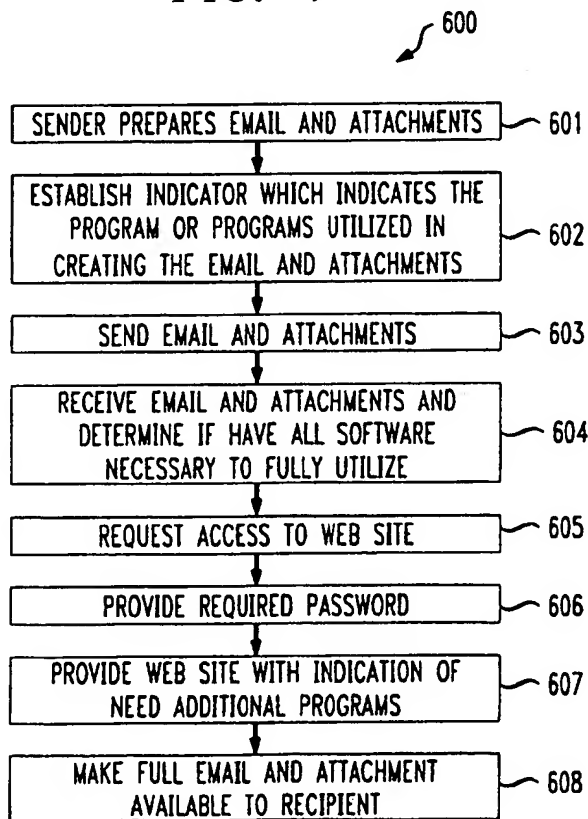 600
SENDER PREPARES EMAIL AND ATTACHMENTS
601
ESTABLISH INDICATOR WHICH INDICATES THE
PROGRAM OR PROGRAMS UTILIZED IN
CREATING THE EMAIL AND ATTACHMENTS
602
SEND EMAIL AND ATTACHMENTS
603
RECEIVE EMAIL AND ATTACHMENTS AND
DETERMINE IF HAVE ALL SOFTWARE
NECESSARY TO FULLY UTILIZE
604
REQUEST ACCESS TO WEB SITE
605
PROVIDE REQUIRED PASSWORD
606
PROVIDE WEB SITE WITH INDICATION OF
NEED ADDITIONAL PROGRAMS
607
MAKE FULL EMAIL AND ATTACHMENT
AVAILABLE TO RECIPIENT
608